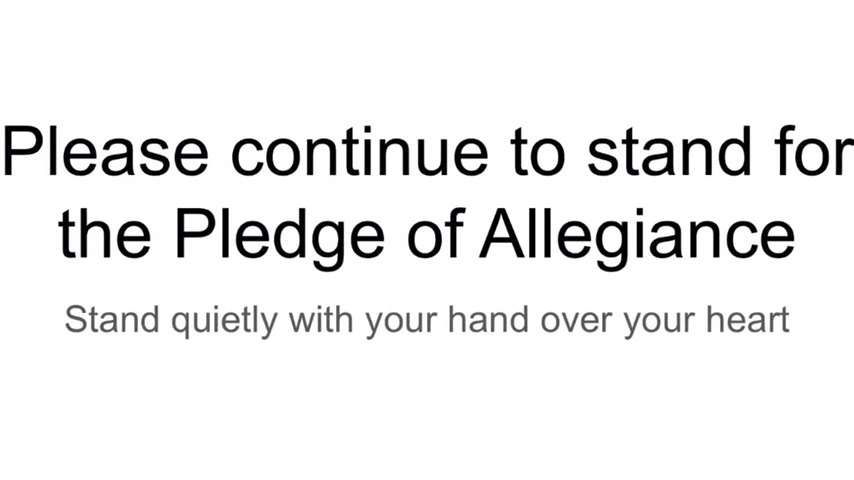 Please continue to stand for
the Pledge of Allegiance
Stand quietly with your hand over your heart